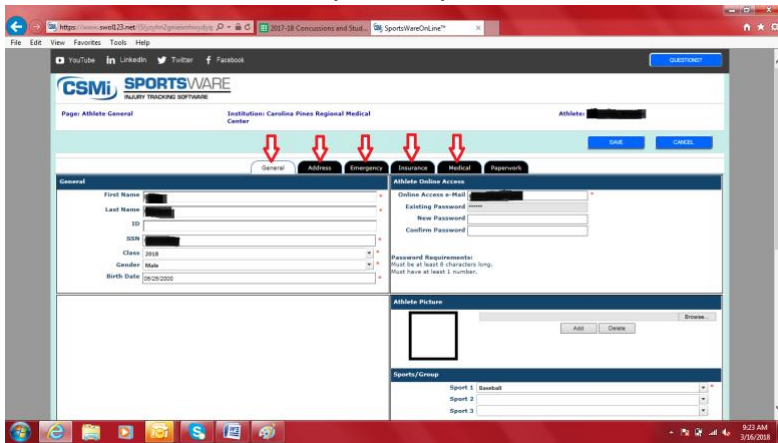 https://www.swol123.net
2017-18 Concussions and Stud...
SportsWareOnLine™
File Edit View Favorites Tools Help
YouTube LinkedIn Twitter Facebook
QUESTIONS?
CSMi SPORTSWARE
INJURY TRACKING SOFTWARE
Page: Athlete General
Institution: Carolina Pines Regional Medical Center
Athlete:
SAVE CANCEL
General Address Emergency Insurance Medical Paperwork
General
First Name *
Last Name *
ID
SSN *
Class 2018 *
Gender Male *
Birth Date 06/29/2000 *
Athlete Online Access
Online Access e-Mail *
Existing Password ••••••
New Password
Confirm Password
Password Requirements:
Must be at least 6 characters long.
Must have at least 1 number.
Athlete Picture
Browse...
Add Delete
Sports/Group
Sport 1 Baseball *
Sport 2
Sport 3
9:23 AM
3/16/2018